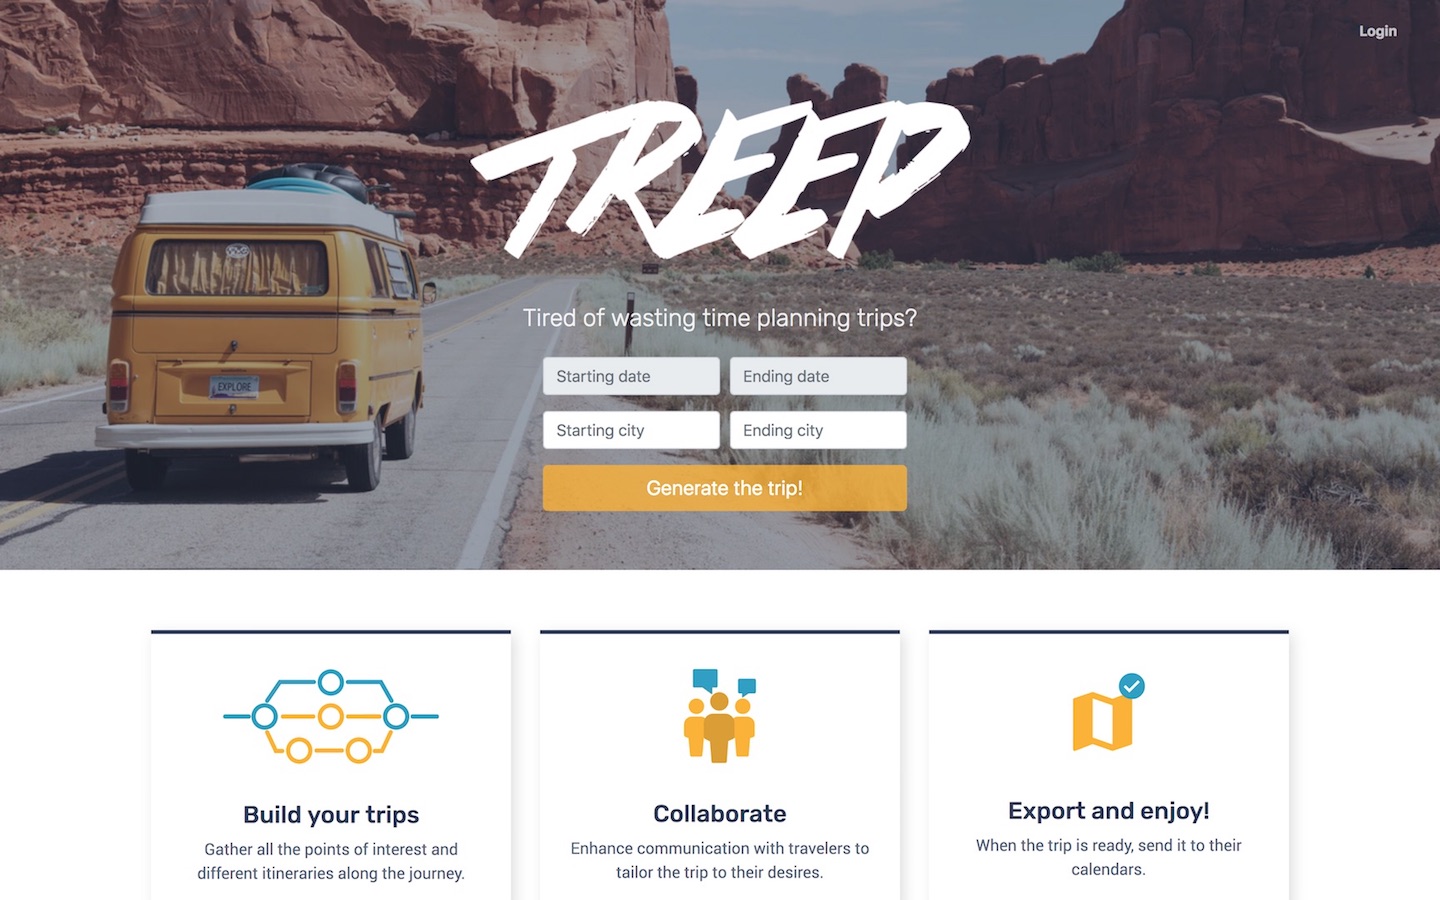 Login
TREEP
Tired of wasting time planning trips?
Starting date
Ending date
Starting city
Ending city
Generate the trip!
EXPLORE
Build your trips
Gather all the points of interest and
different itineraries along the journey.
Collaborate
Enhance communication with travelers to
tailor the trip to their desires.
Export and enjoy!
When the trip is ready, send it to their
calendars.